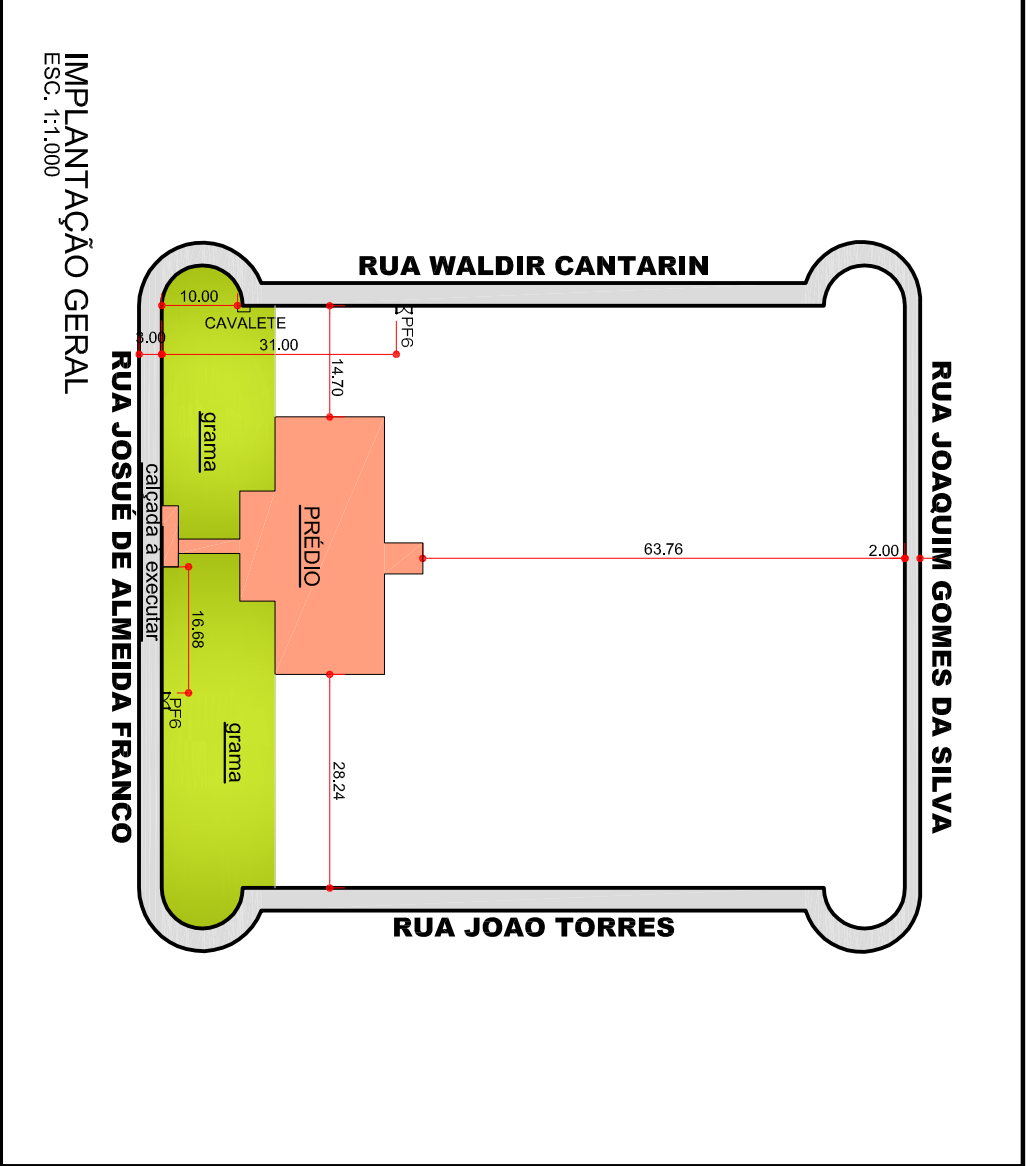 IMPLANTAÇÃO GERAL
ESC. 1:1.000
RUA WALDIR CANTARIN
10.00
CAVALETE
PF6
3.00
31.00
14.70
RUA JOAQUIM GOMES DA SILVA
grama
PRÉDIO
calçada à executar
63.76
2.00
RUA JOSUÉ DE ALMEIDA FRANCO
16.68
PF6
grama
28.24
RUA JOAO TORRES